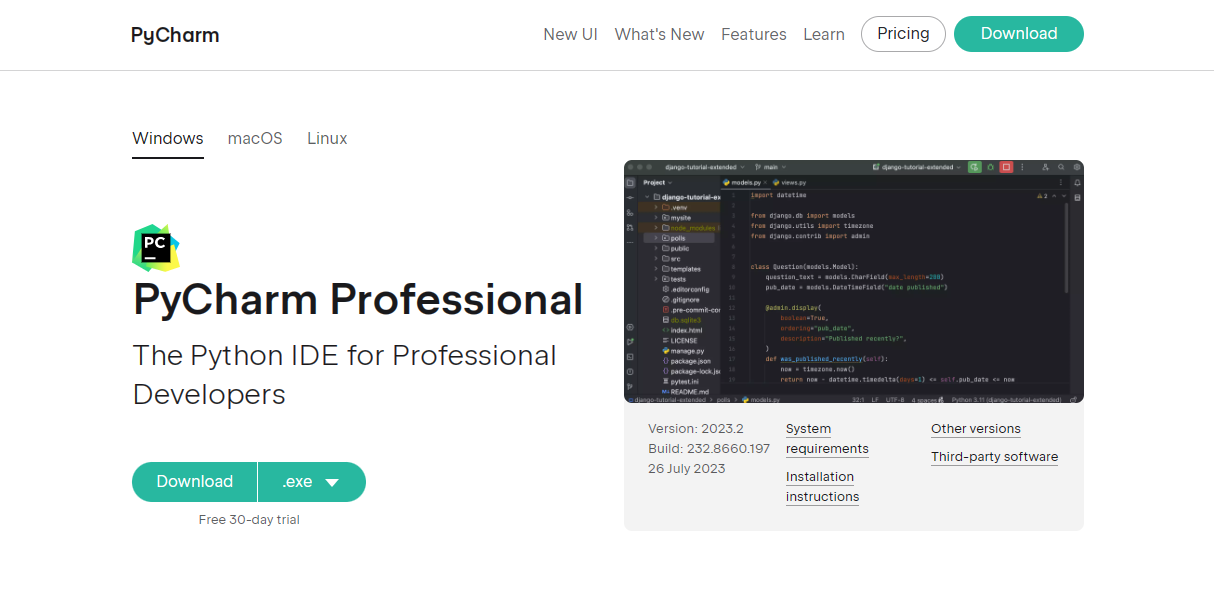 PyCharm
New UI What's New Features Learn Pricing Download
Windows macOS Linux
PC
PyCharm Professional
The Python IDE for Professional
Developers
Download .exe
Free 30-day trial
django-tutorial-extended main django-tutorial-extended
Project
models.py views.py
django-tutorial-ex
.venv
mysite
node_modules
polls
public
src
templates
tests
.editorconfig
.gitignore
.pre-commit-con
db.sqlite3
index.html
LICENSE
manage.py
package.json
package-lock.js
pytest.ini
README.md
import datetime
from django.db import models
from django.utils import timezone
from django.contrib import admin
class Question(models.Model):
question_text = models.CharField(max_length=200)
pub_date = models.DateTimeField("date published")
@admin.display(
boolean=True,
ordering="pub_date",
description="Published recently?",
)
def was_published_recently(self):
now = timezone.now()
return now - datetime.timedelta(days=1) <= self.pub_date <= now
django-tutorial-extended > polls > models.py 32:1 LF UTF-8 4 spaces Python 3.11 (django-tutorial-extended)
Version: 2023.2
Build: 232.8660.197
26 July 2023
System
requirements
Installation
instructions
Other versions
Third-party software